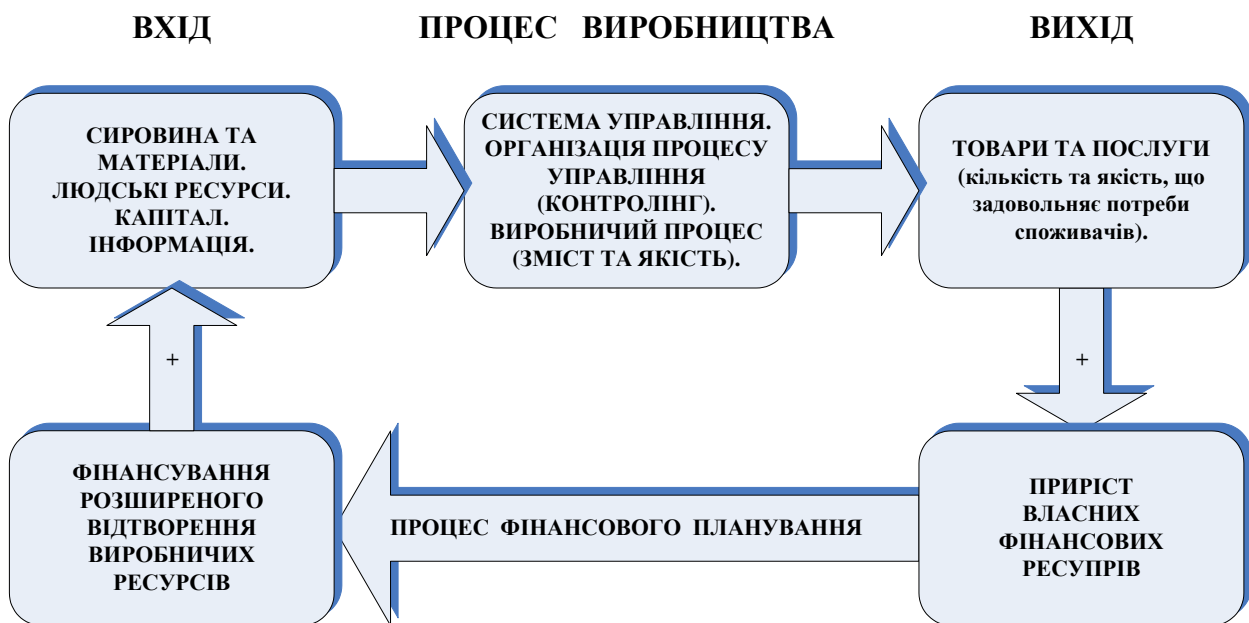 ВХІД
ПРОЦЕС ВИРОБНИЦТВА
ВИХІД
СИРОВИНА ТА
МАТЕРІАЛИ.
ЛЮДСЬКІ РЕСУРСИ.
КАПІТАЛ.
ІНФОРМАЦІЯ.
СИСТЕМА УПРАВЛІННЯ.
ОРГАНІЗАЦІЯ ПРОЦЕСУ
УПРАВЛІННЯ
(КОНТРОЛІНГ).
ВИРОБНИЧИЙ ПРОЦЕС
(ЗМІСТ ТА ЯКІСТЬ).
ТОВАРИ ТА ПОСЛУГИ
(кількість та якість, що
задовольняє потреби
споживачів).
+
+
ФІНАНСУВАННЯ
РОЗШИРЕНОГО
ВІДТВОРЕННЯ
ВИРОБНИЧИХ
РЕСУРСІВ
ПРОЦЕС ФІНАНСОВОГО ПЛАНУВАННЯ
ПРИРІСТ
ВЛАСНИХ
ФІНАНСОВИХ
РЕСУПРІВ